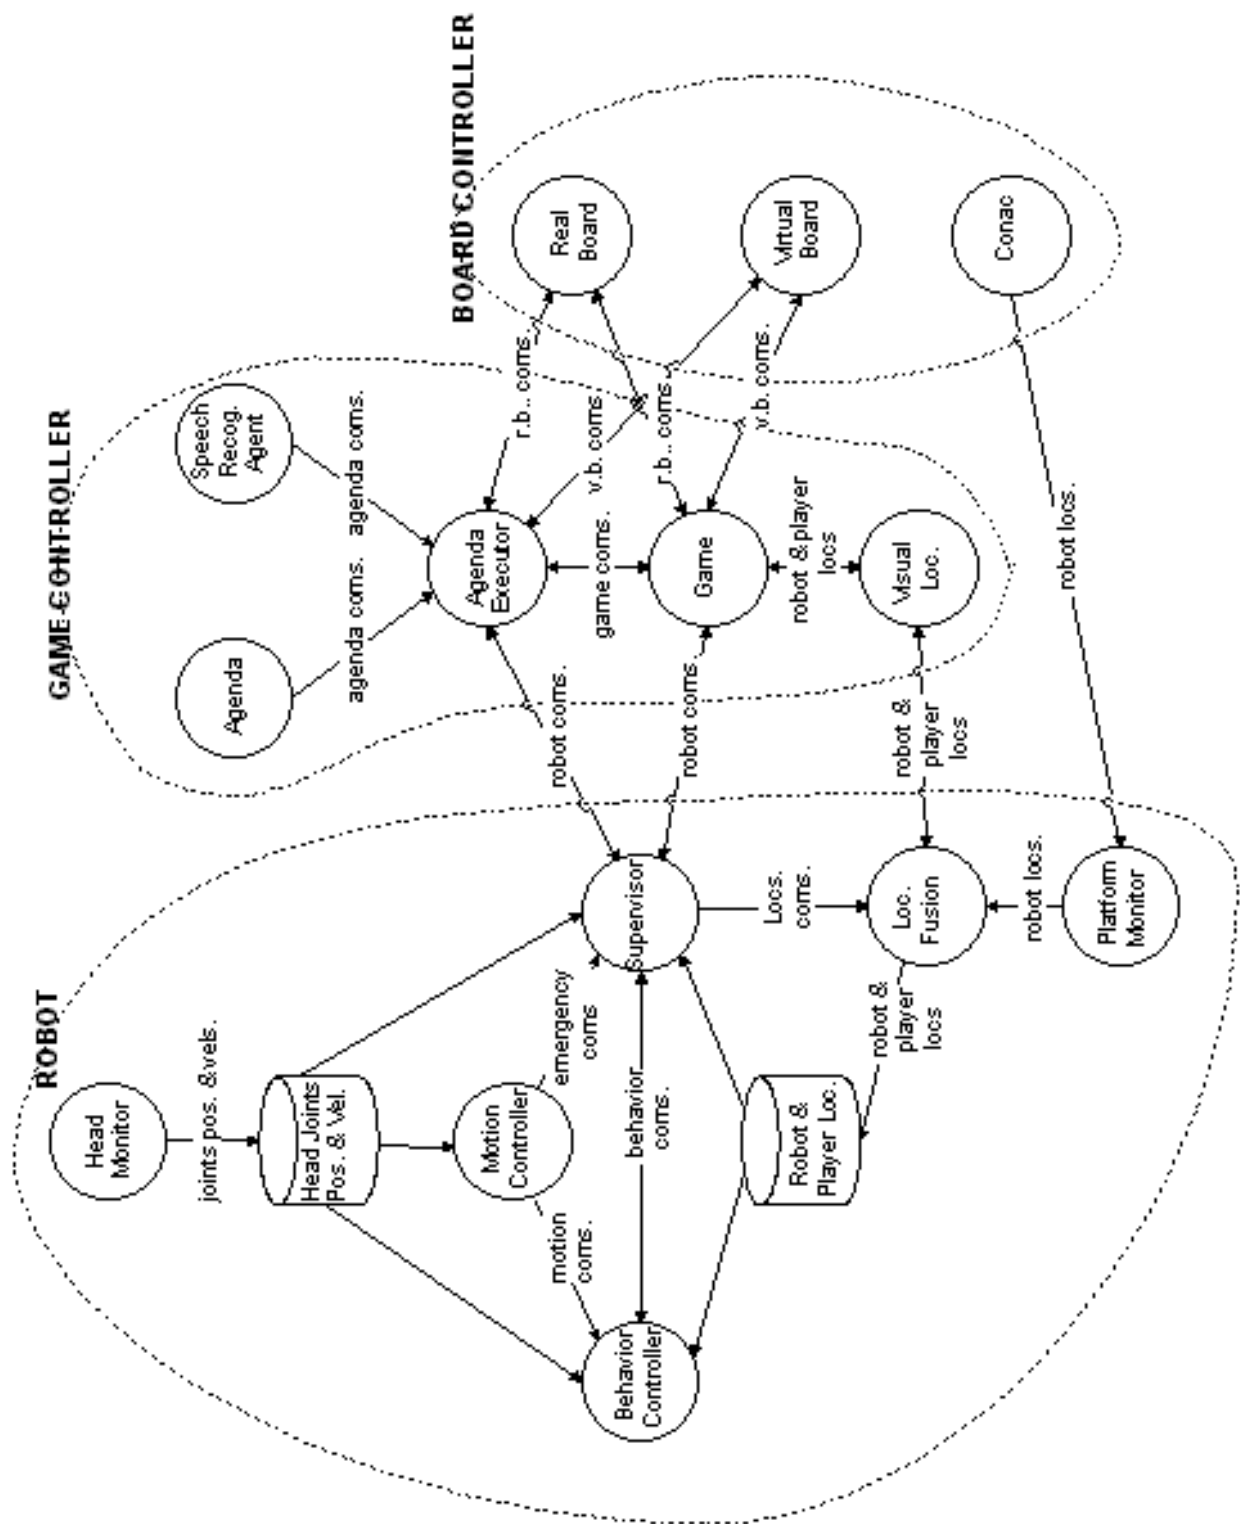 ROBOT
GAME CONTROLLER
BOARD CONTROLLER
Head
Monitor
joints pos. & vels.
Head Joints
Pos. & Vel.
Motion
Controller
motion
coms.
emergency
coms
Behavior
Controller
behavior
coms.
Supervisor
Robot &
Player Loc.
robot &
player
locs
Locs.
coms.
Loc.
Fusion
robot locs.
Platform
Monitor
Agenda
agenda coms.
Speech
Recog.
Agent
agenda coms.
Agenda
Executor
robot coms.
game coms.
Game
robot coms.
robot & player
locs
Visual
Loc.
robot &
player
locs
r.b.. coms.
v.b. coms.
r.b.. coms.
v.b. coms.
Real
Board
Virtual
Board
Conac
robot locs.